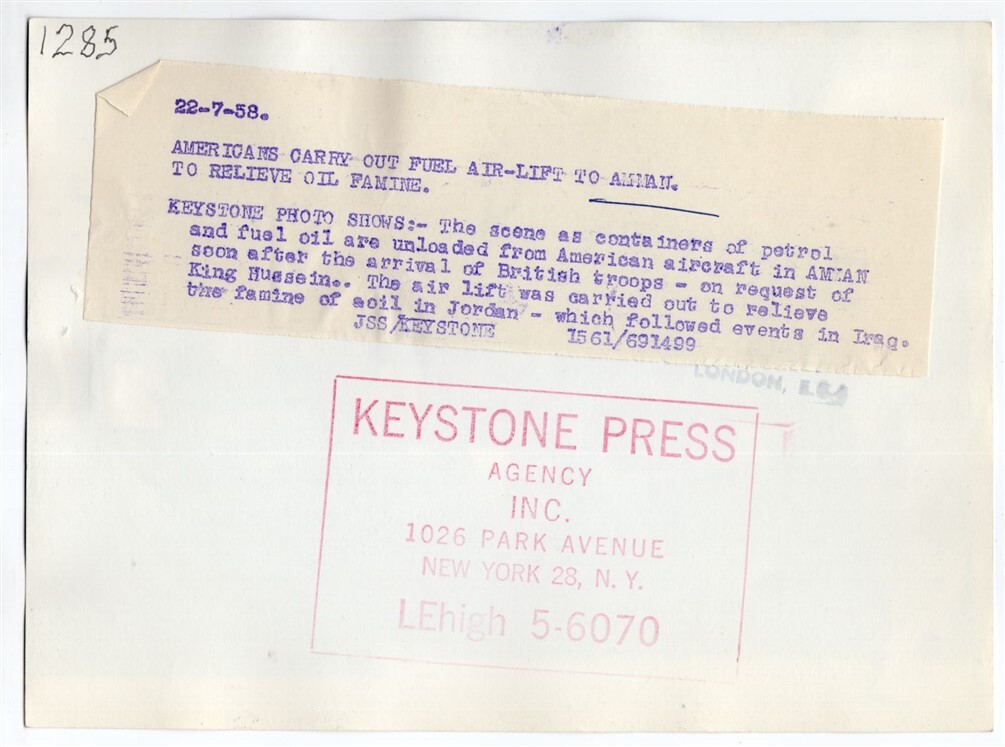 1285
22-7-58.
AMERICANS CARRY OUT FUEL AIR-LIFT TO AMMAN.
TO RELIEVE OIL FAMINE.
KEYSTONE PHOTO SHOWS:- The scene as containers of petrol
and fuel oil are unloaded from American aircraft in AMMAN
soon after the arrival of British troops - on request of
King Hussein.. The air lift was carried out to relieve
the famine of aoil in Jordan - which followed events in Iraq.
JSS/KEYSTONE 1561/691499
LONDON, E.C.4
KEYSTONE PRESS
AGENCY
INC.
1026 PARK AVENUE
NEW YORK 28, N. Y.
LEhigh 5-6070